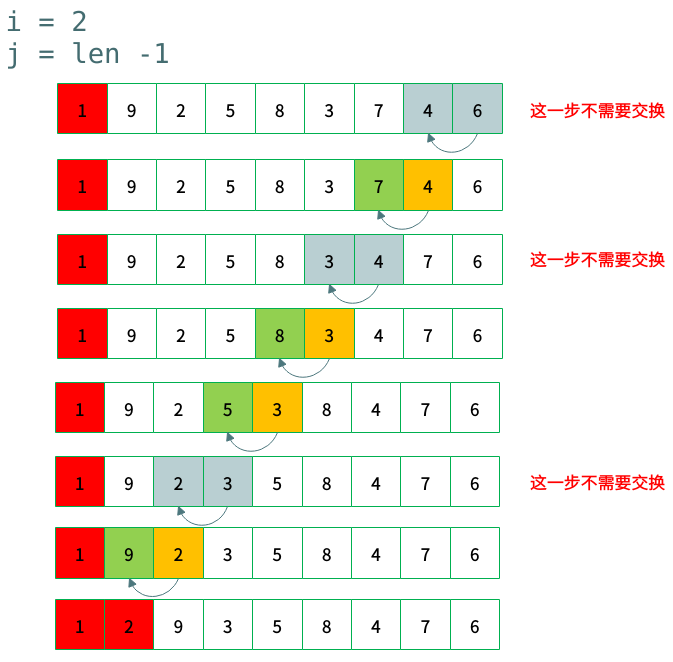 i = 2
j = len -1
1 9 2 5 8 3 7 4 6 这一步不需要交换
1 9 2 5 8 3 7 4 6
1 9 2 5 8 3 4 7 6 这一步不需要交换
1 9 2 5 8 3 4 7 6
1 9 2 5 3 8 4 7 6
1 9 2 3 5 8 4 7 6 这一步不需要交换
1 9 2 3 5 8 4 7 6
1 2 9 3 5 8 4 7 6